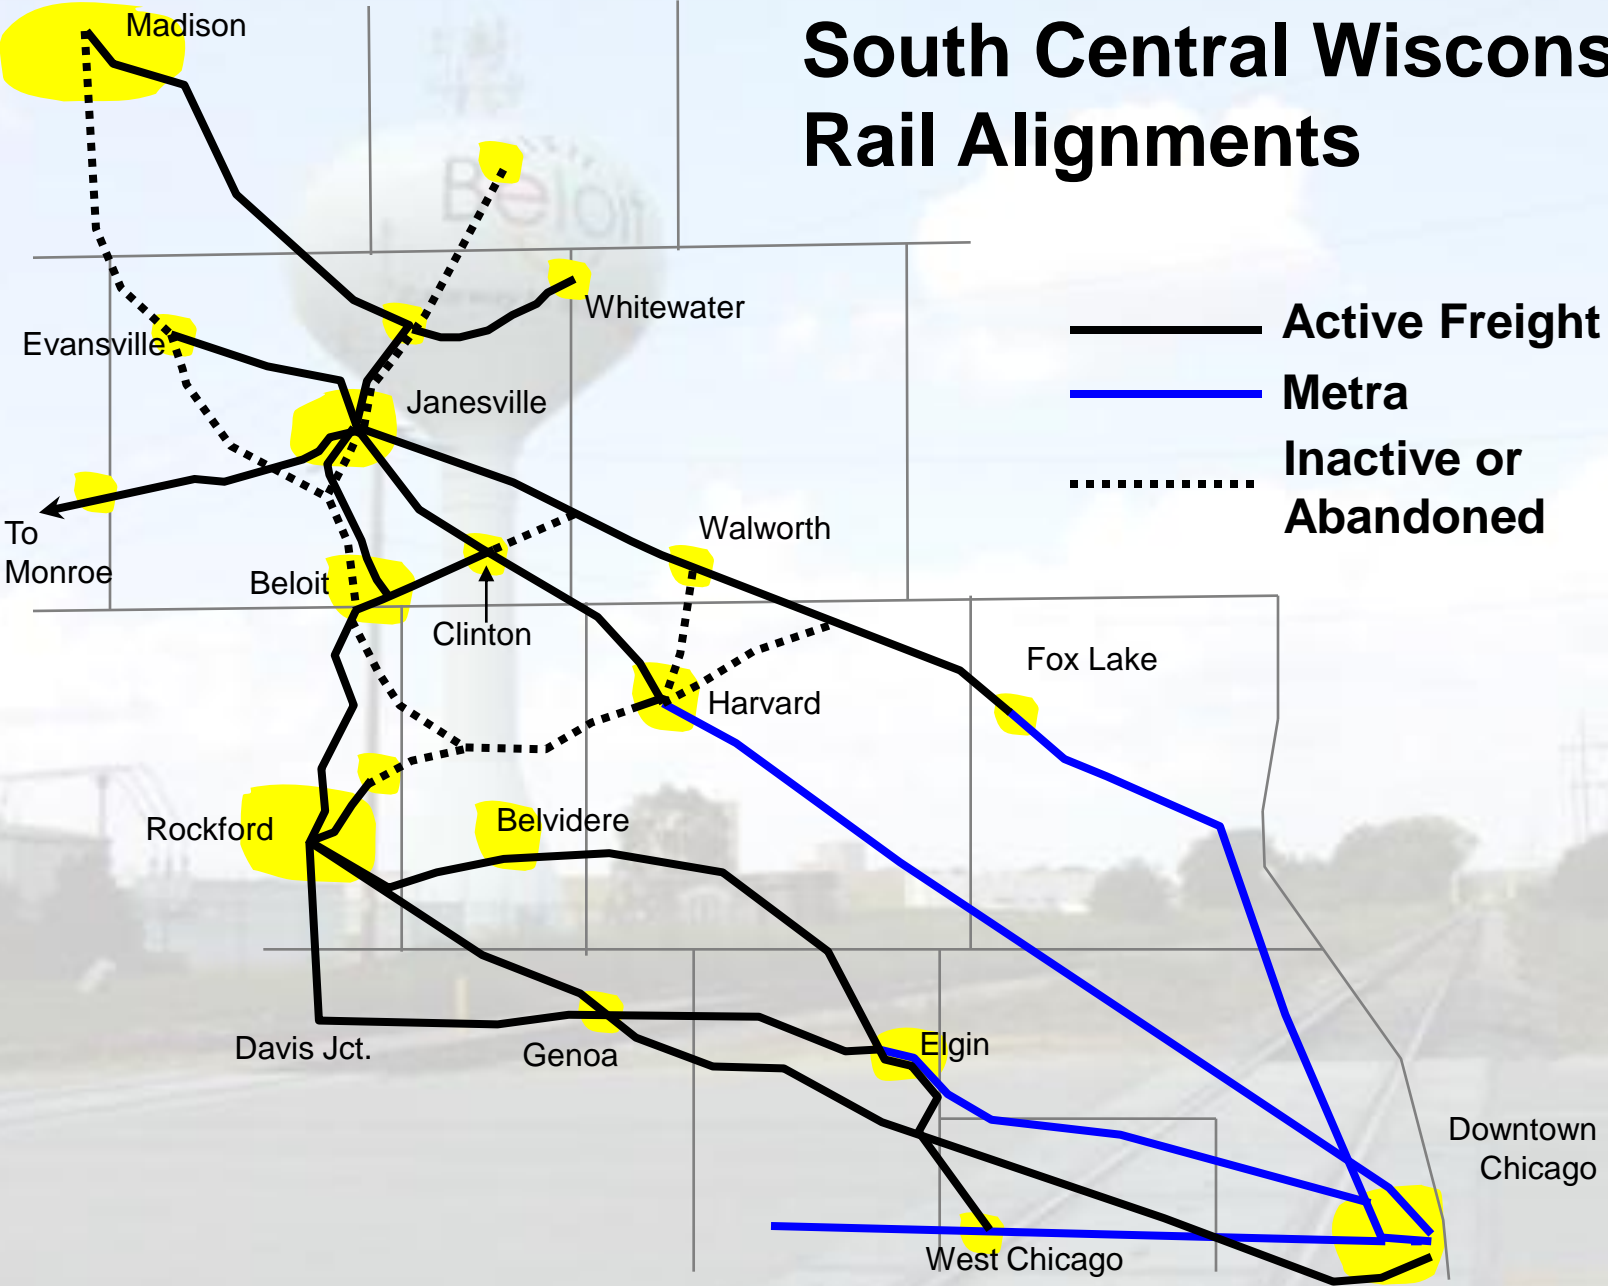 South Central Wiscons
Rail Alignments
Madison
Beloit
Whitewater
Evansville
Active Freight
Metra
Inactive or
Abandoned
Janesville
To
Monroe
Walworth
Beloit
Clinton
Fox Lake
Harvard
Rockford
Belvidere
Davis Jct.
Genoa
Elgin
Downtown
Chicago
West Chicago